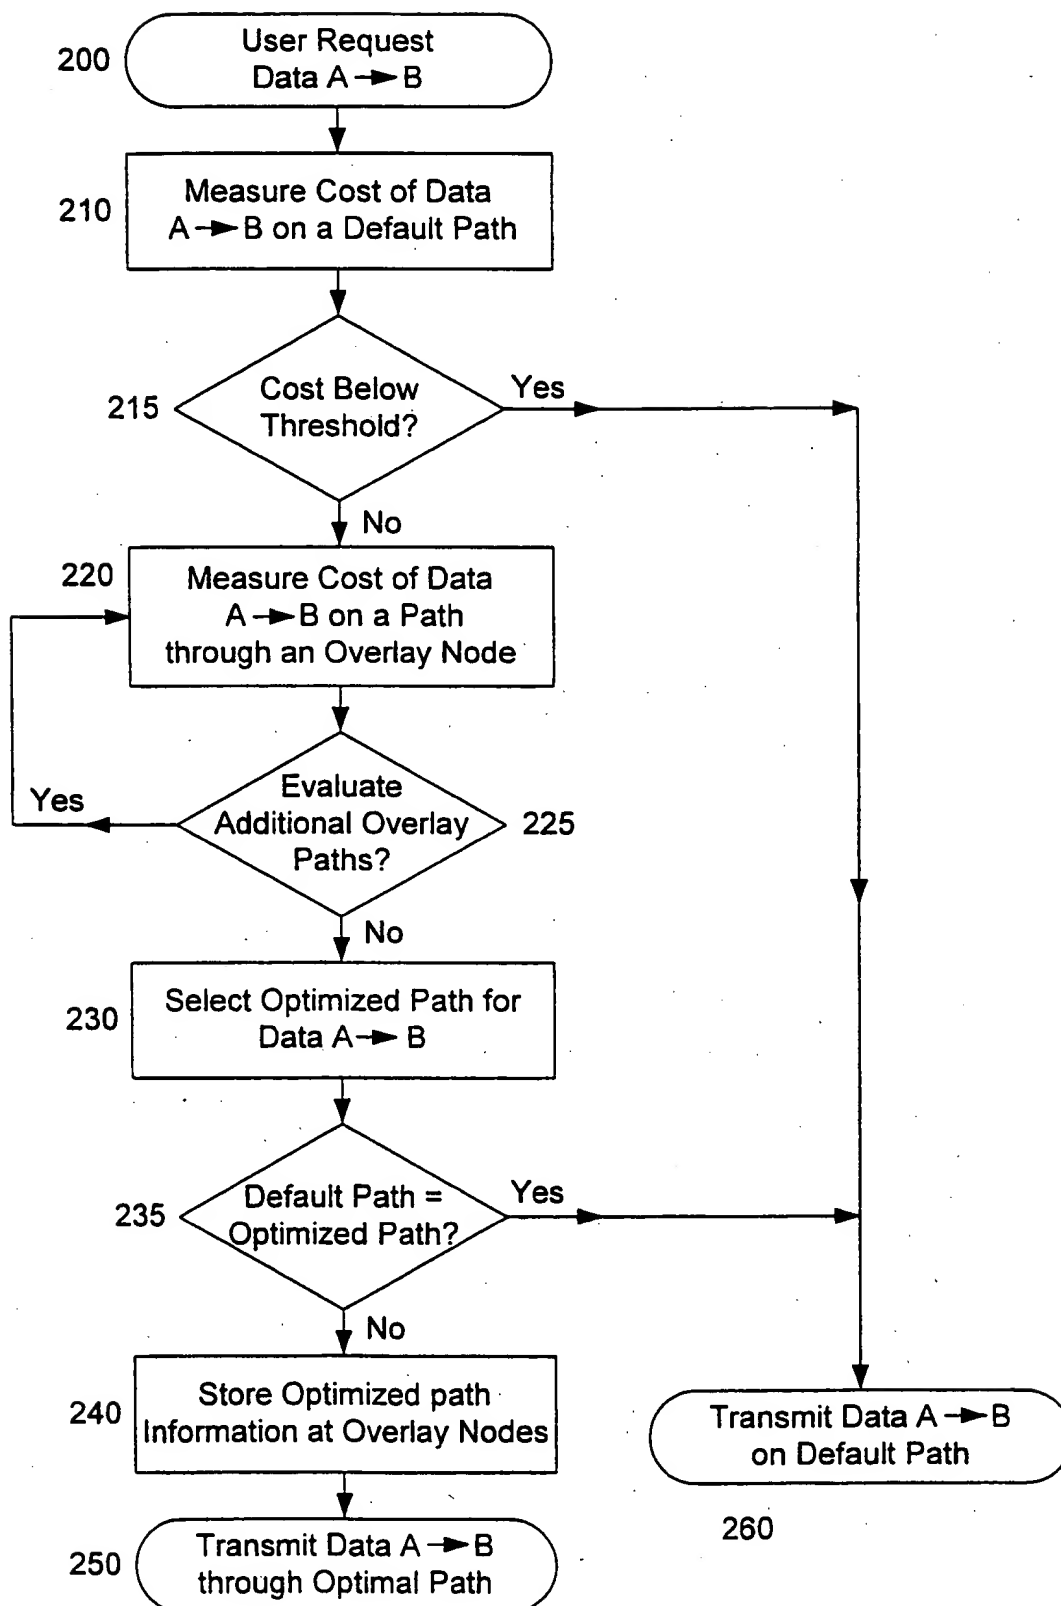 200
User Request
Data A → B
210
Measure Cost of Data
A → B on a Default Path
215
Cost Below
Threshold?
Yes
No
220
Measure Cost of Data
A → B on a Path
through an Overlay Node
Yes
Evaluate
Additional Overlay
Paths?
225
No
230
Select Optimized Path for
Data A → B
235
Default Path =
Optimized Path?
Yes
No
240
Store Optimized path
Information at Overlay Nodes
Transmit Data A → B
on Default Path
260
250
Transmit Data A → B
through Optimal Path